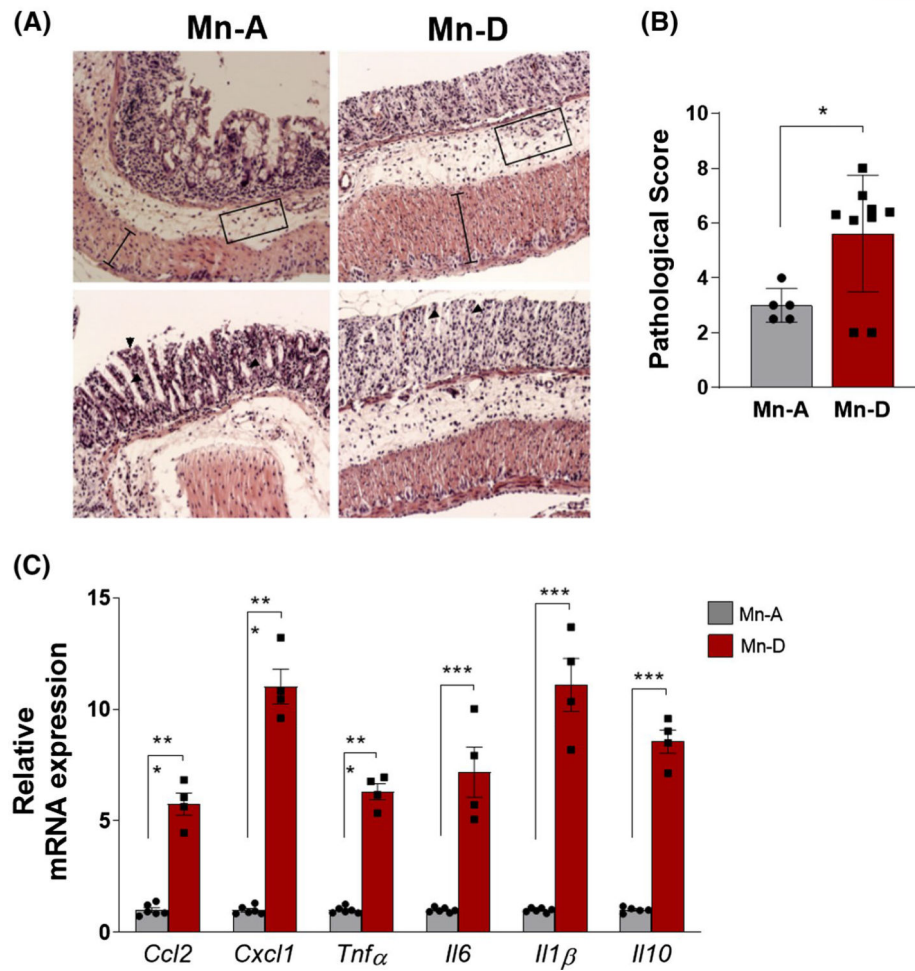 (A)
Mn-A
Mn-D
(B)
Pathological Score
10
8
6
4
2
0
*
Mn-A
Mn-D
(C)
Relative
mRNA expression
15
10
5
0
**
*
**
*
**
*
***
***
***
Mn-A
Mn-D
Ccl2
Cxcl1
Tnfα
Il6
Il1β
Il10